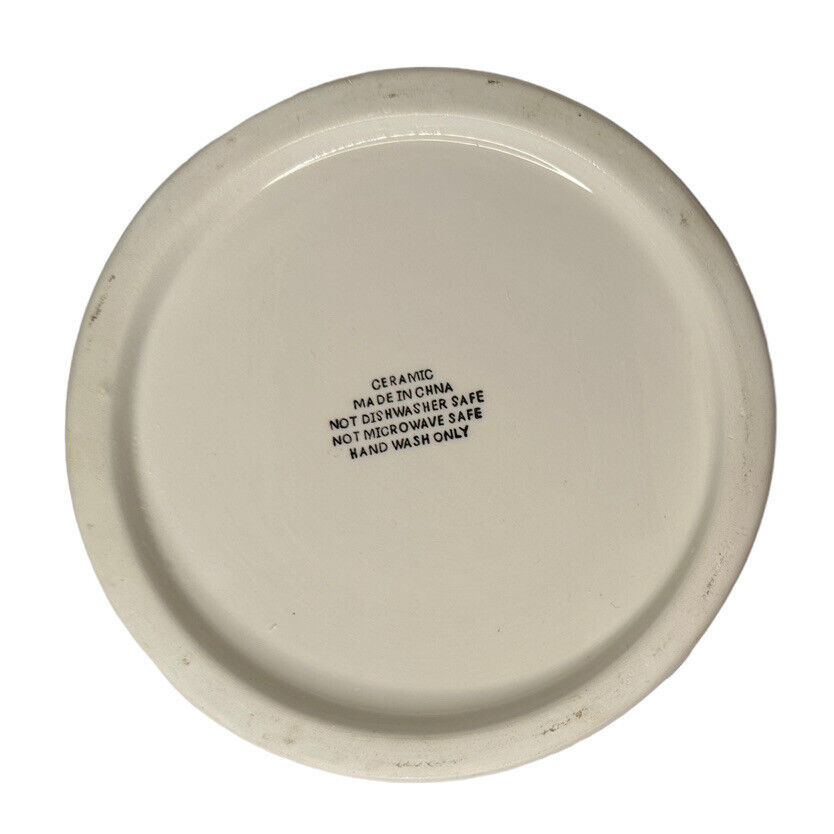 CERAMIC
MADE IN CHNA
NOT DISHWASHER SAFE
NOT MICROWAVE SAFE
HAND WASH ONLY